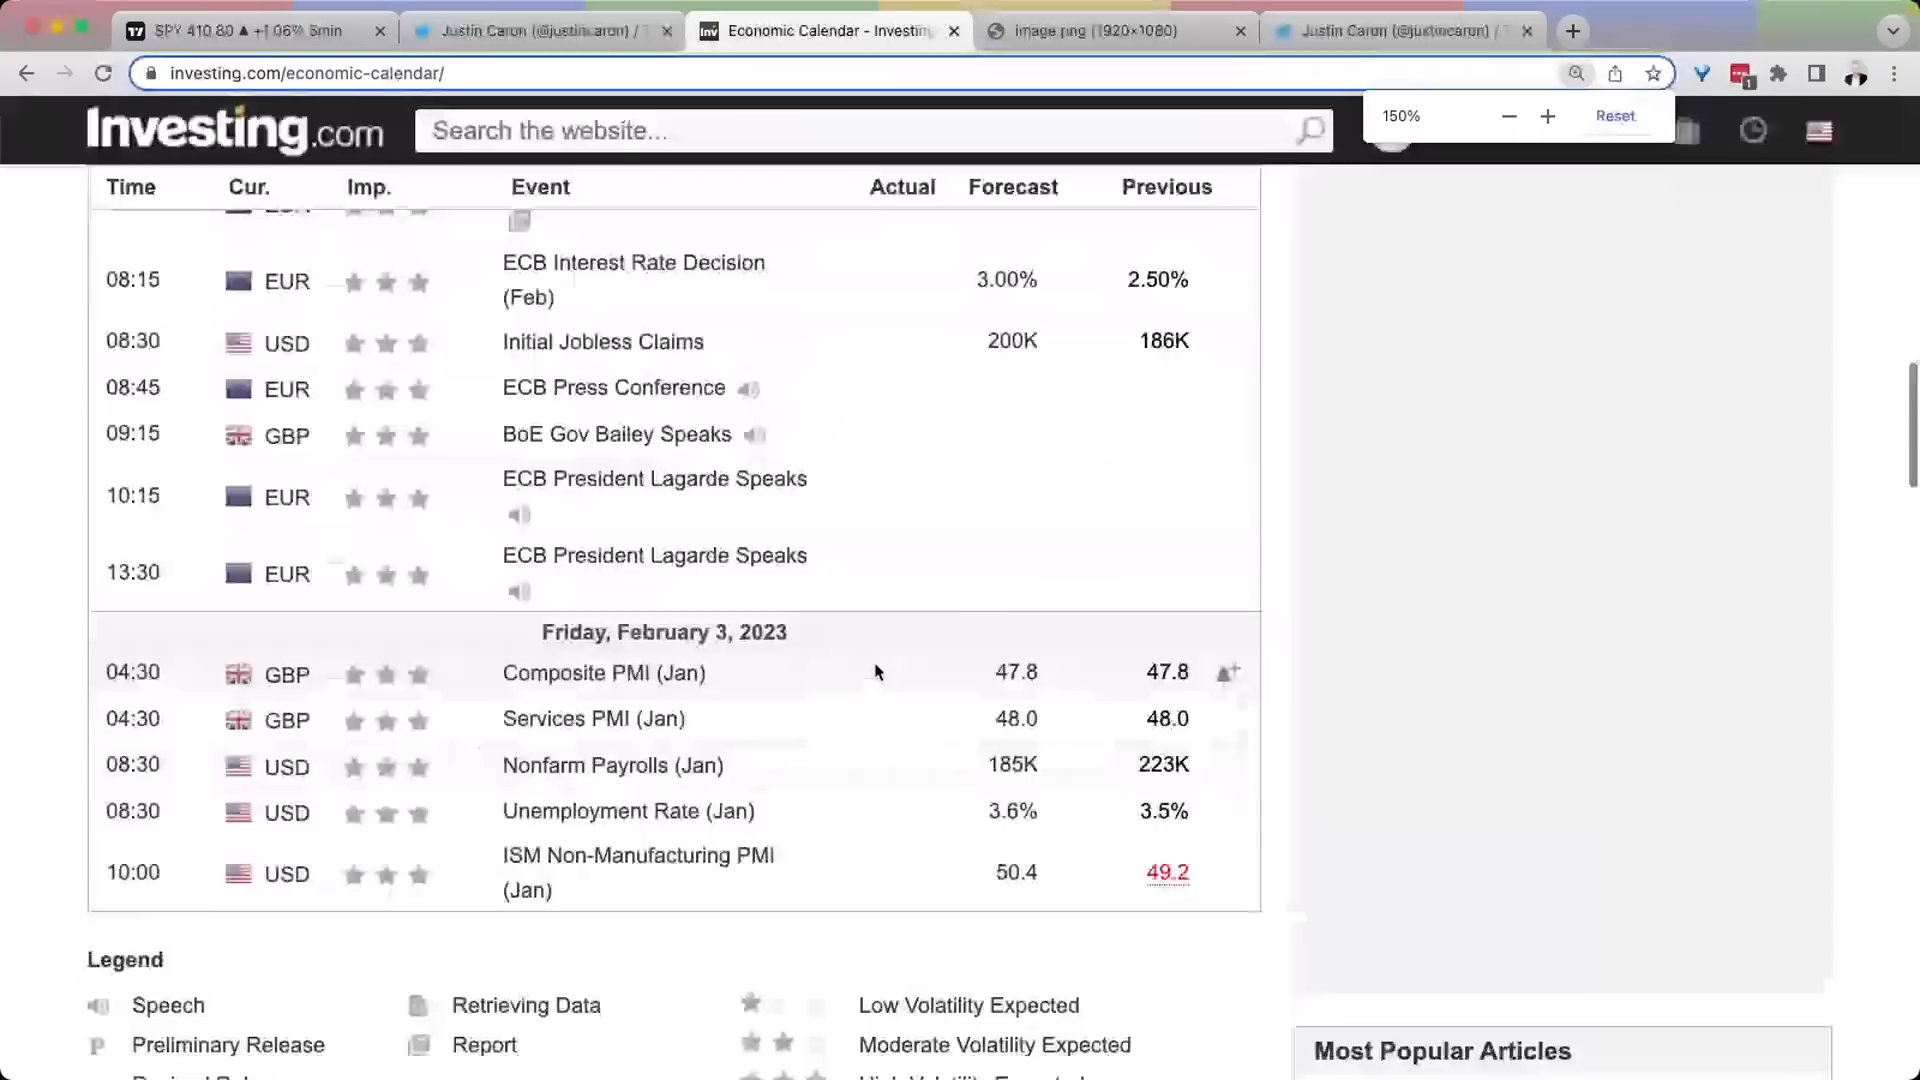 SPY 410.80 ▲ +1.06% 5min
Justin Caron (@justincaron) / T
Economic Calendar - Investing
image.png (1920×1080)
Justin Caron (@justincaron) / T
investing.com/economic-calendar/
Investing.com
Search the website...
150%
Reset
Time Cur. Imp. Event Actual Forecast Previous
08:15 EUR ECB Interest Rate Decision (Feb) 3.00% 2.50%
08:30 USD Initial Jobless Claims 200K 186K
08:45 EUR ECB Press Conference
09:15 GBP BoE Gov Bailey Speaks
10:15 EUR ECB President Lagarde Speaks
13:30 EUR ECB President Lagarde Speaks
Friday, February 3, 2023
04:30 GBP Composite PMI (Jan) 47.8 47.8
04:30 GBP Services PMI (Jan) 48.0 48.0
08:30 USD Nonfarm Payrolls (Jan) 185K 223K
08:30 USD Unemployment Rate (Jan) 3.6% 3.5%
10:00 USD ISM Non-Manufacturing PMI (Jan) 50.4 49.2
Legend
Speech Retrieving Data Low Volatility Expected
P Preliminary Release Report Moderate Volatility Expected
Most Popular Articles